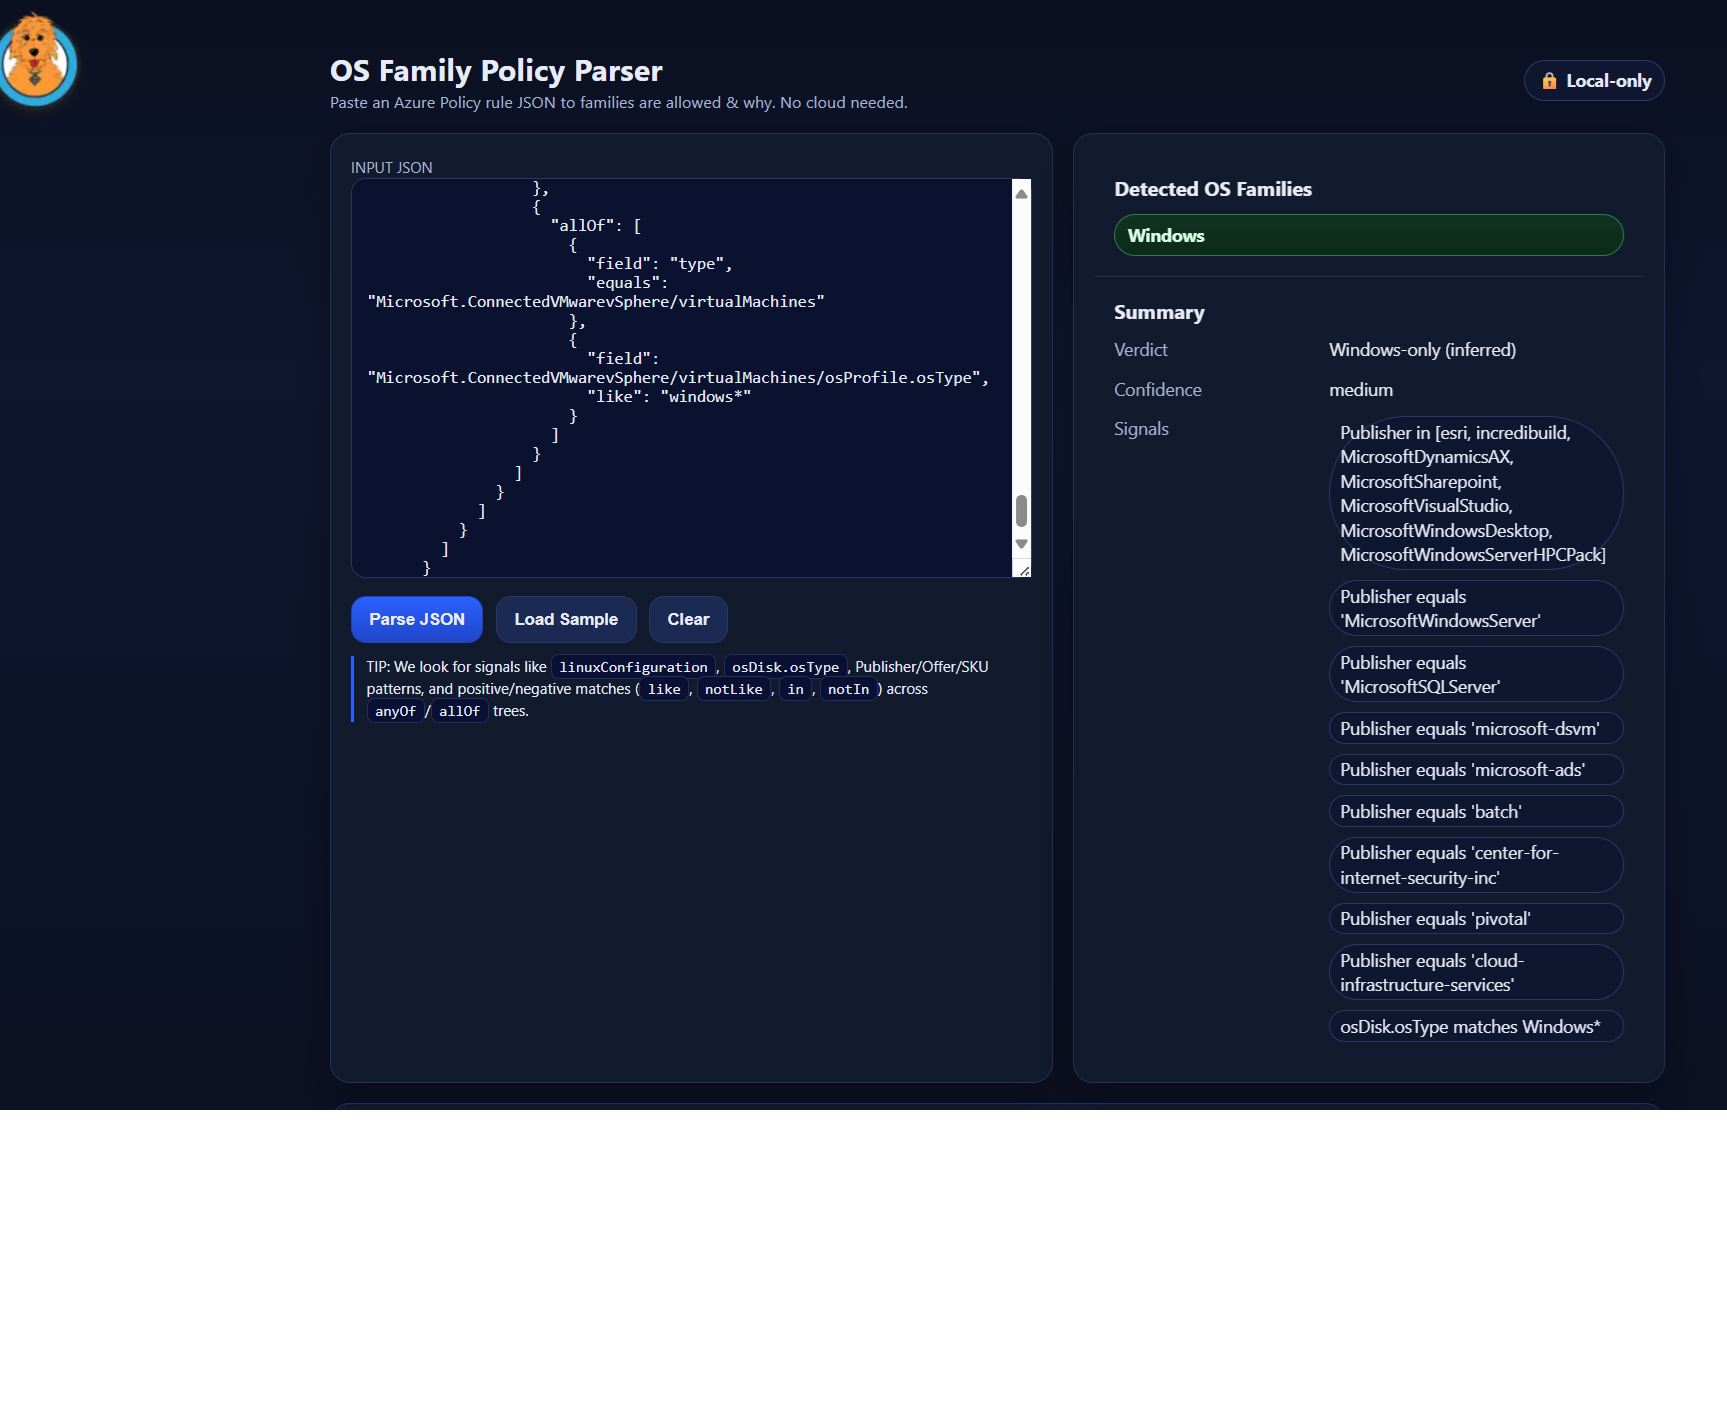 OS Family Policy Parser
Paste an Azure Policy rule JSON to families are allowed & why. No cloud needed.
🔒 Local-only
INPUT JSON
},
{
"allOf": [
{
"field": "type",
"equals":
"Microsoft.ConnectedVMwarevSphere/virtualMachines"
},
{
"field":
"Microsoft.ConnectedVMwarevSphere/virtualMachines/osProfile.osType",
"like": "windows*"
}
]
}
]
}
]
}
]
}
Parse JSON
Load Sample
Clear
TIP: We look for signals like linuxConfiguration, osDisk.osType, Publisher/Offer/SKU
patterns, and positive/negative matches (like, notLike, in, notIn) across
anyOf/allOf trees.
Detected OS Families
Windows
Summary
Verdict Windows-only (inferred)
Confidence medium
Signals
Publisher in [esri, incredibuild,
MicrosoftDynamicsAX,
MicrosoftSharepoint,
MicrosoftVisualStudio,
MicrosoftWindowsDesktop,
MicrosoftWindowsServerHPCPack]
Publisher equals
'MicrosoftWindowsServer'
Publisher equals
'MicrosoftSQLServer'
Publisher equals 'microsoft-dsvm'
Publisher equals 'microsoft-ads'
Publisher equals 'batch'
Publisher equals 'center-for-
internet-security-inc'
Publisher equals 'pivotal'
Publisher equals 'cloud-
infrastructure-services'
osDisk.osType matches Windows*